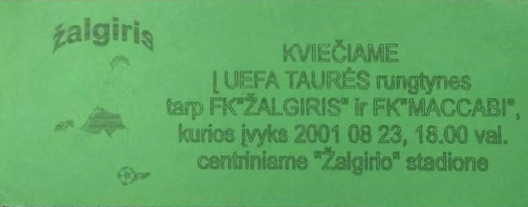 žalgiris
KVIEČIAME
Į UEFA TAURĖS rungtynes
tarp FK"ŽALGIRIS" ir FK"MACCABI",
kurios įvyks 2001 08 23, 18.00 val.
centriniame "Žalgirio" stadione